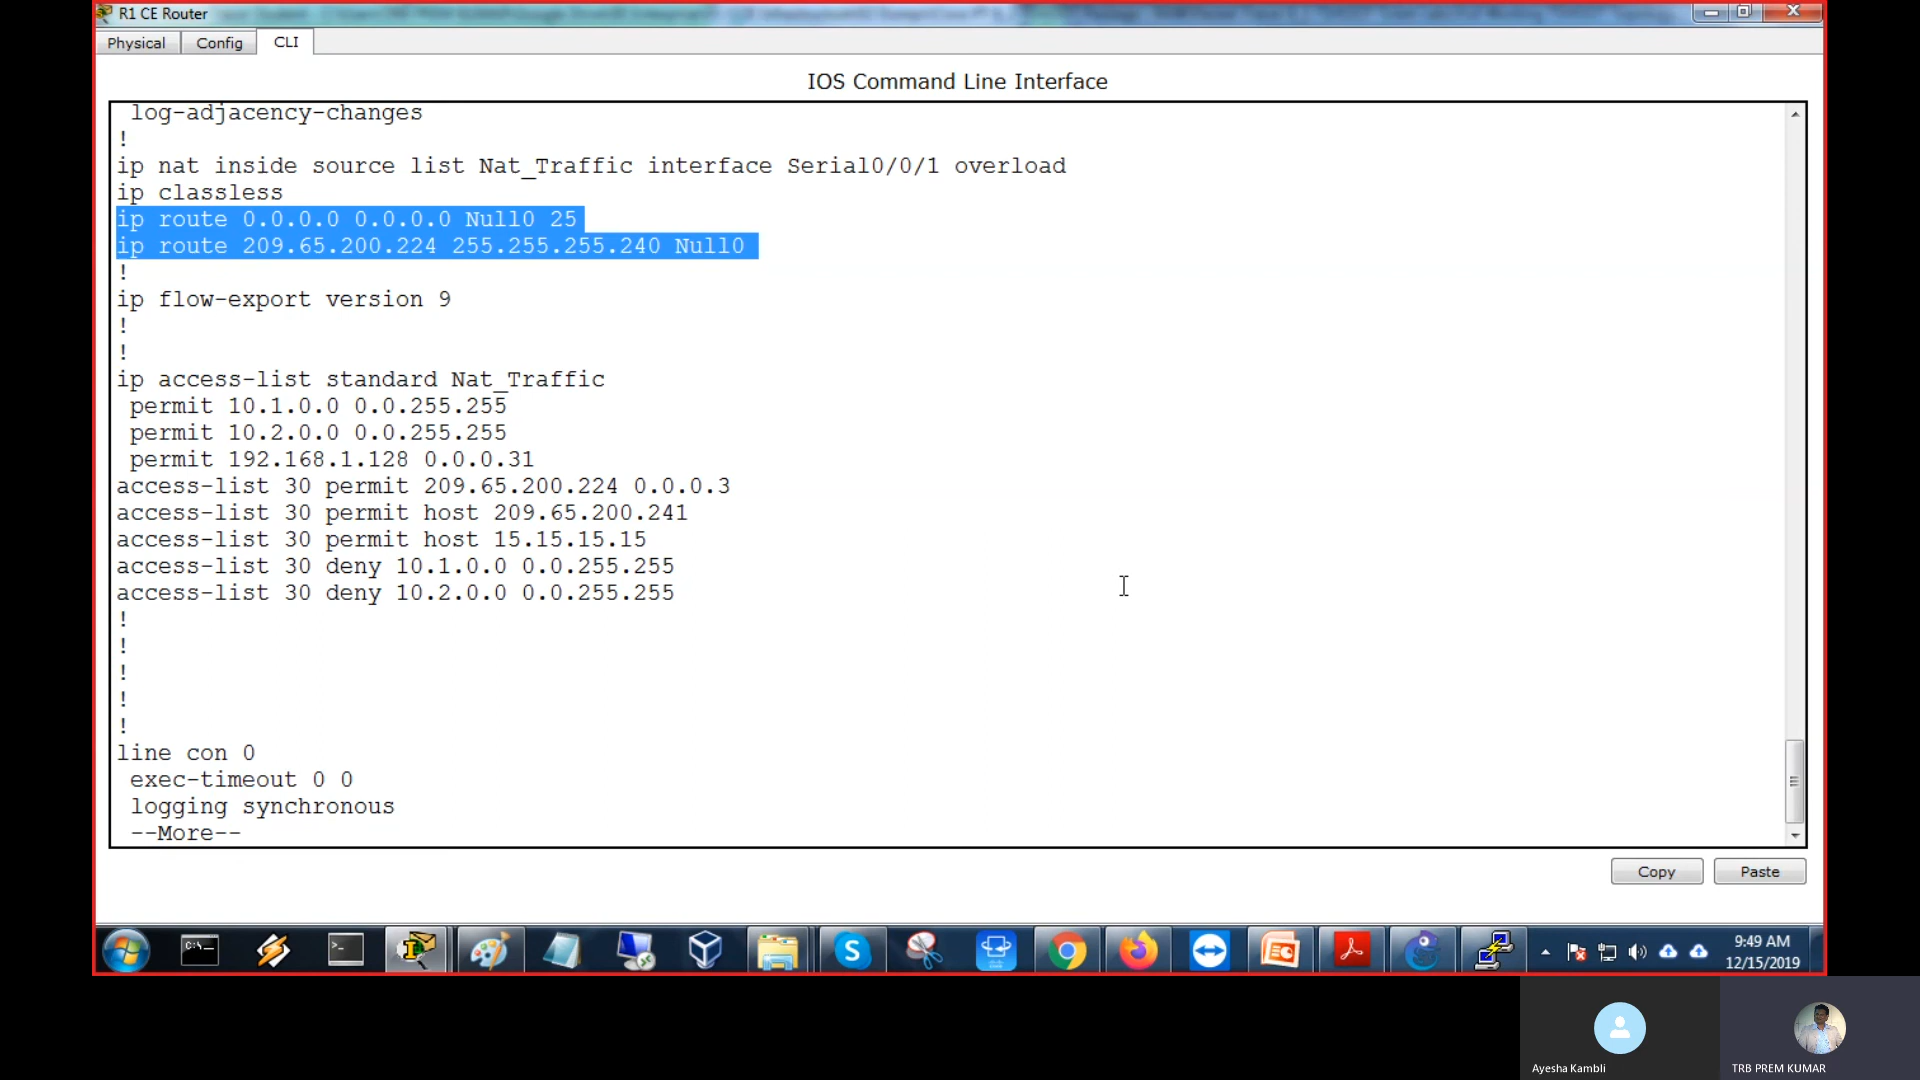 R1 CE Router
Physical Config CLI
IOS Command Line Interface
log-adjacency-changes
!
ip nat inside source list Nat_Traffic interface Serial0/0/1 overload
ip classless
ip route 0.0.0.0 0.0.0.0 Null0 25
ip route 209.65.200.224 255.255.255.240 Null0
!
ip flow-export version 9
!
!
ip access-list standard Nat_Traffic
permit 10.1.0.0 0.0.255.255
permit 10.2.0.0 0.0.255.255
permit 192.168.1.128 0.0.0.31
access-list 30 permit 209.65.200.224 0.0.0.3
access-list 30 permit host 209.65.200.241
access-list 30 permit host 15.15.15.15
access-list 30 deny 10.1.0.0 0.0.255.255
access-list 30 deny 10.2.0.0 0.0.255.255
!
!
!
!
!
line con 0
exec-timeout 0 0
logging synchronous
--More--
Copy Paste
9:49 AM
12/15/2019
Ayesha Kambli TRB PREM KUMAR